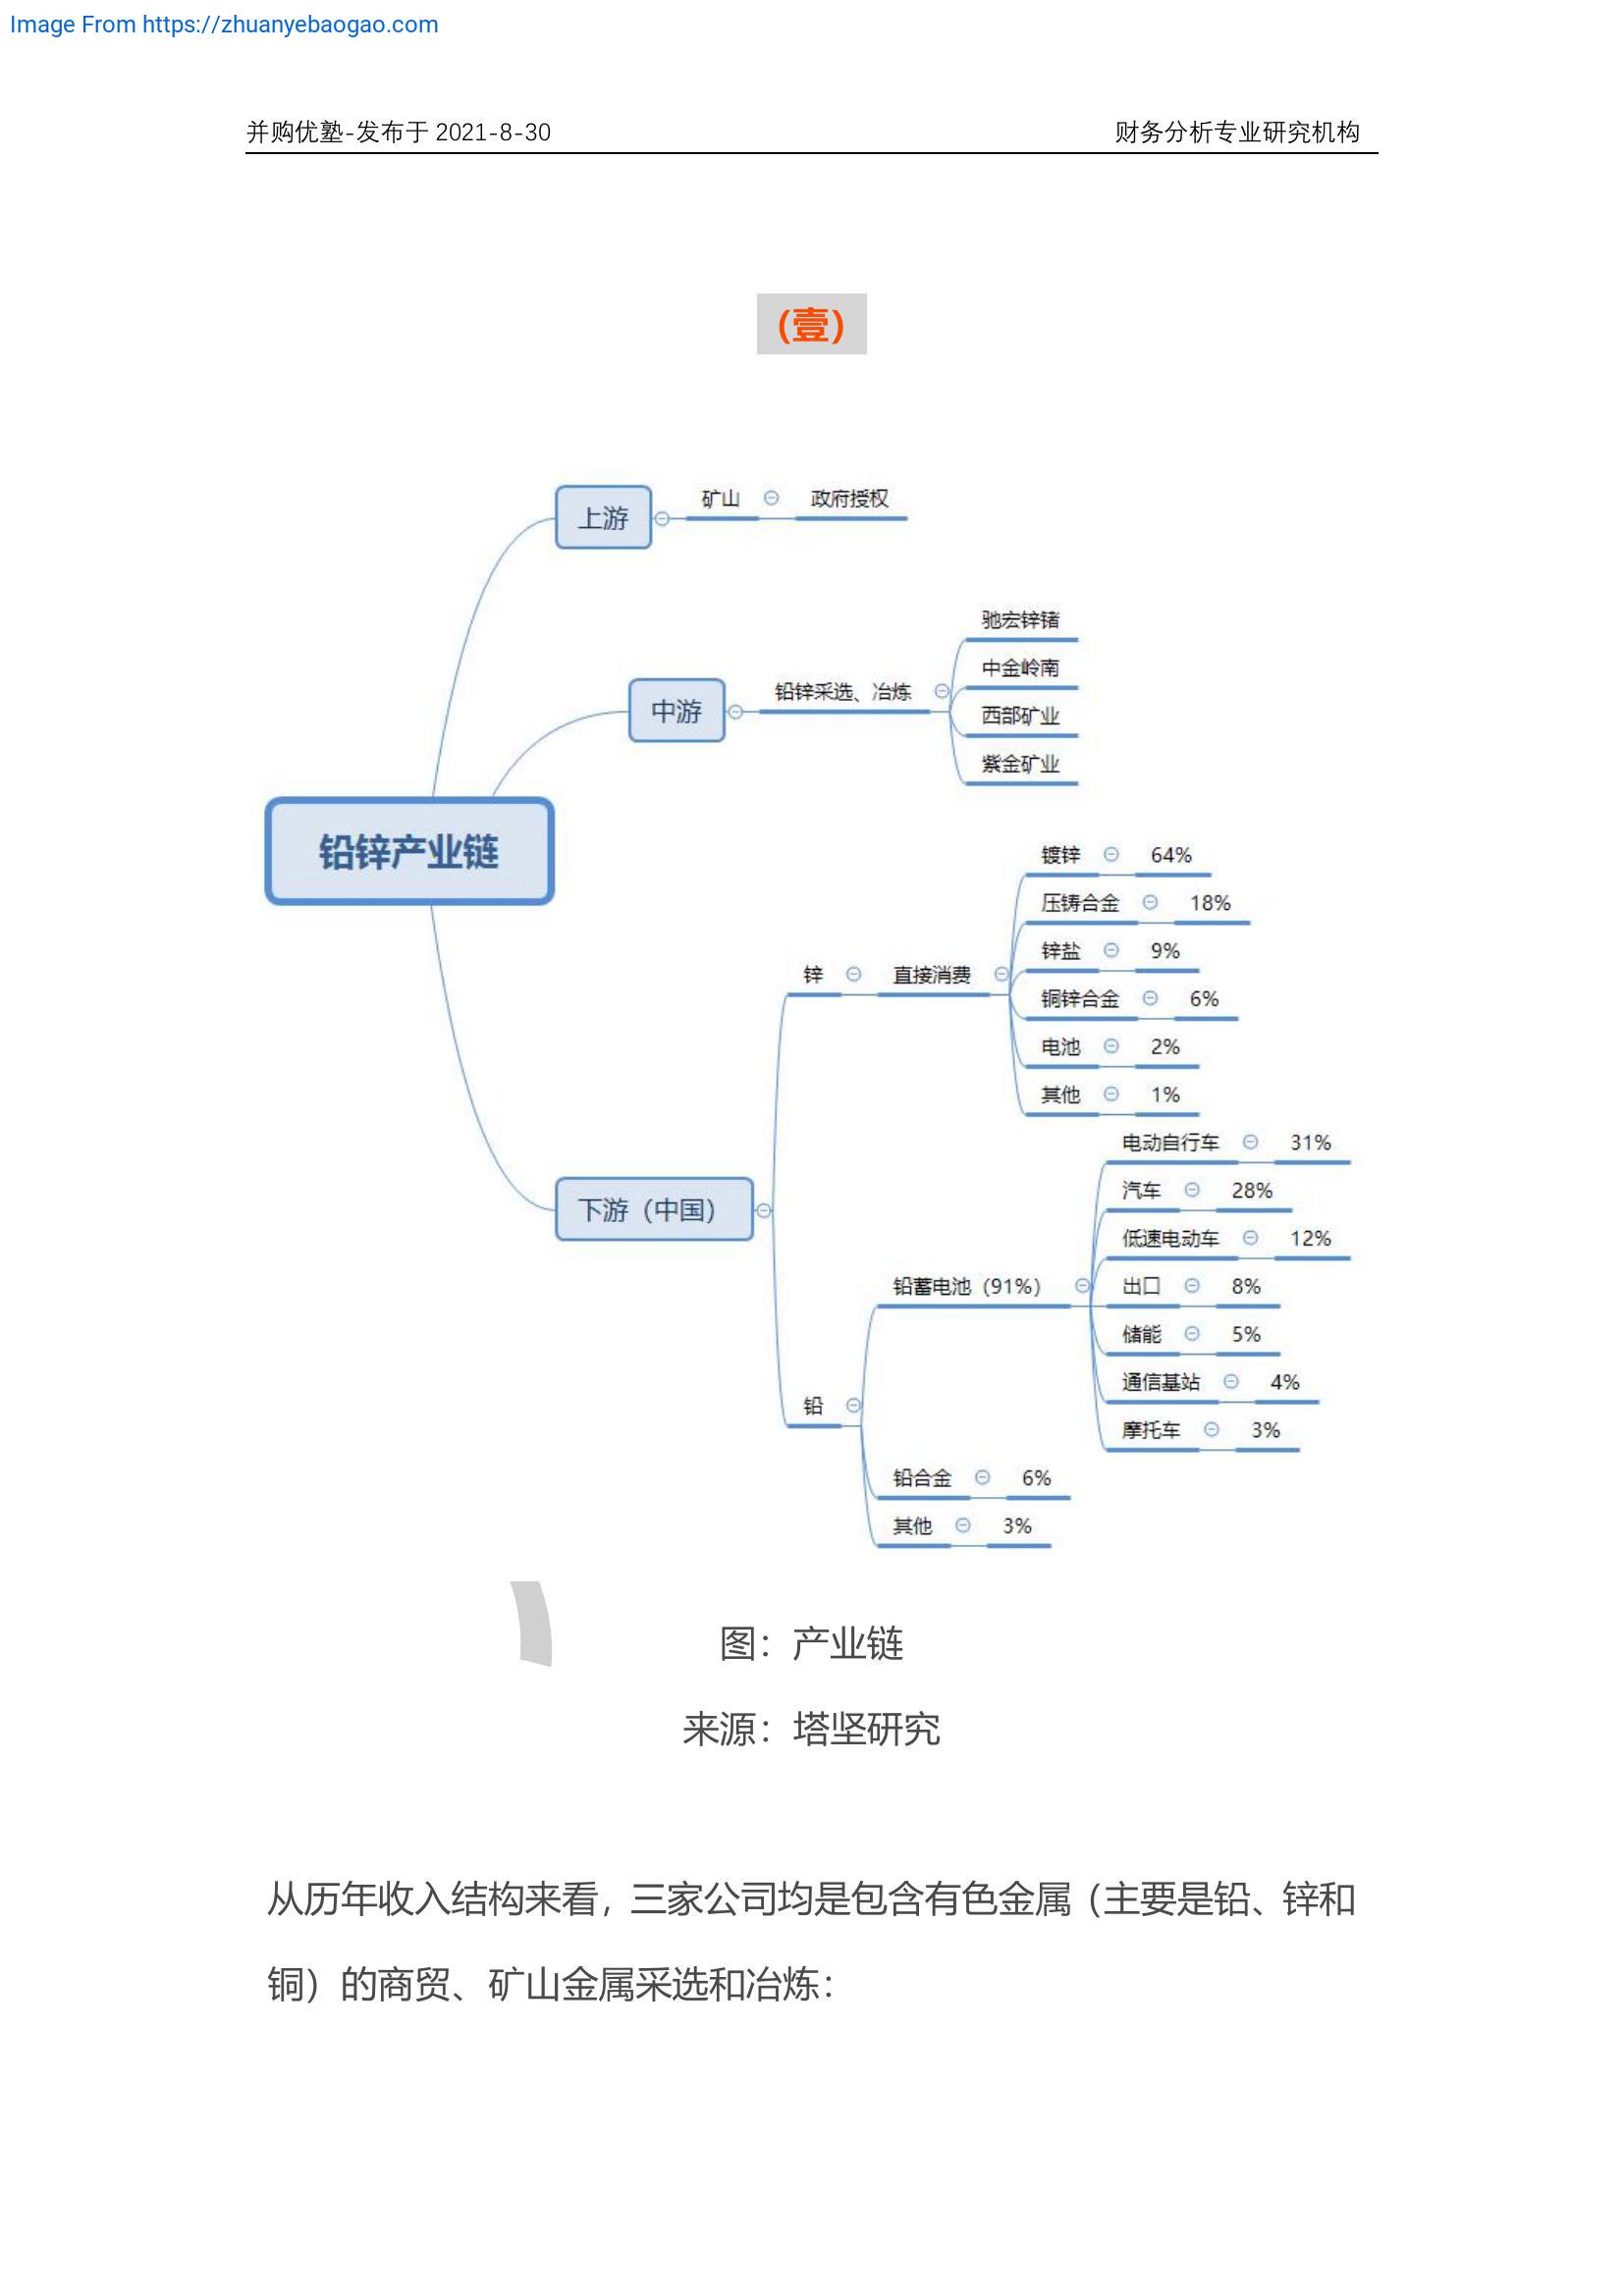 Image From https://zhuanyebaogao.com
并购优塾-发布于 2021-8-30
财务分析专业研究机构
(壹)
铅锌产业链
上游
矿山
政府授权
中游
铅锌采选、冶炼
驰宏锌锗
中金岭南
西部矿业
紫金矿业
下游（中国）
锌
直接消费
镀锌 64%
压铸合金 18%
锌盐 9%
铜锌合金 6%
电池 2%
其他 1%
铅
铅蓄电池（91%）
电动自行车 31%
汽车 28%
低速电动车 12%
出口 8%
储能 5%
通信基站 4%
摩托车 3%
铅合金 6%
其他 3%
图：产业链
来源：塔坚研究
从历年收入结构来看，三家公司均是包含有色金属（主要是铅、锌和
铜）的商贸、矿山金属采选和冶炼：